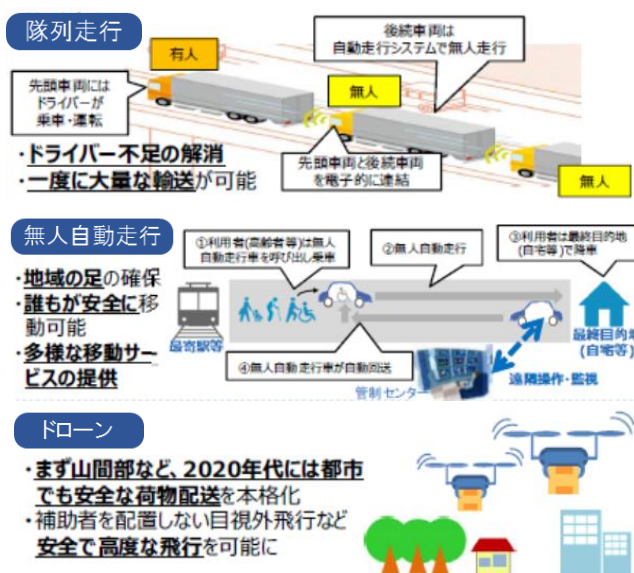 隊列走行
有人
後続車両は
自動走行システムで無人走行
先頭車両には
ドライバーが
乗車・運転
無人
・ドライバー不足の解消
・一度に大量な輸送が可能
先頭車両と後続車両
を電子的に連結
無人
無人自動走行
①利用者(高齢者等)は無人
自動走行車を呼び出し乗車
②無人自動走行
③利用者は最終目的地
(自宅等)で降車
・地域の足の確保
・誰もが安全に移
動可能
・多様な移動サー
ビスの提供
最寄駅等
④無人自動走行車が自動回送
最終目的地
(自宅等)
管制センター
遠隔操作・監視
ドローン
・まず山間部など、2020年代には都市
でも安全な荷物配送を本格化
・補助者を配置しない目視外飛行など
安全で高度な飛行を可能に